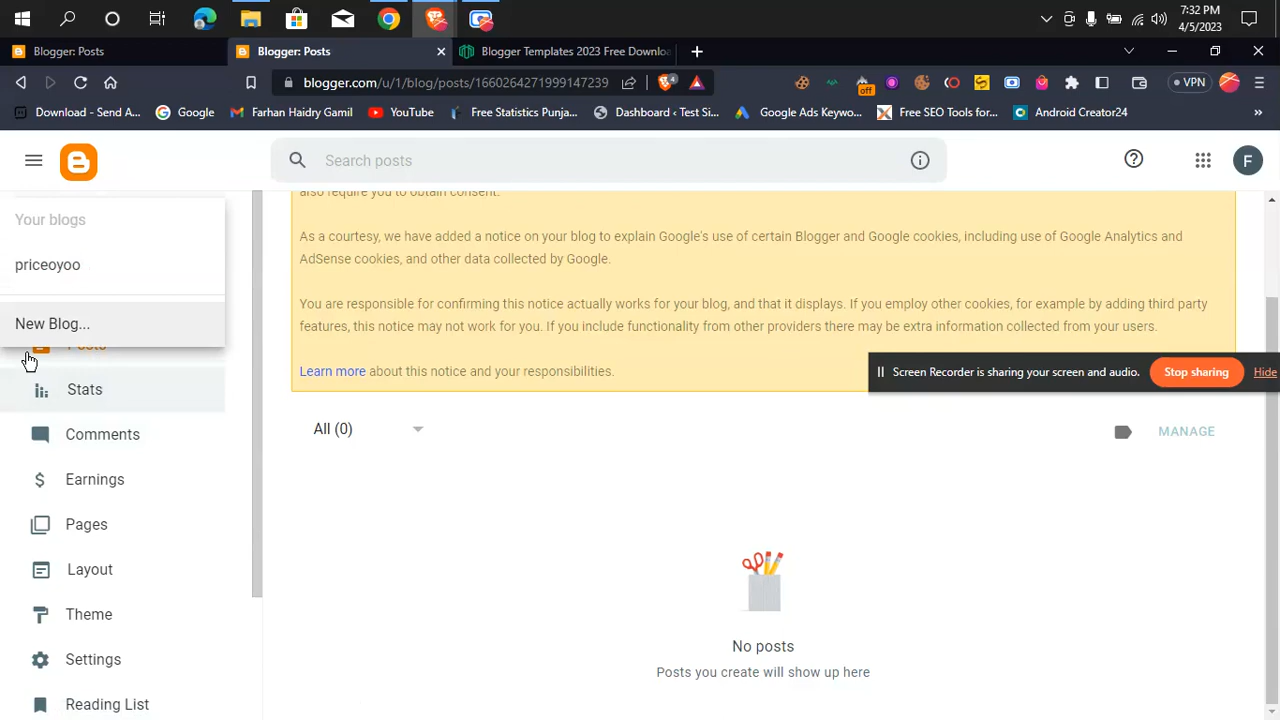 7:32 PM
4/5/2023
Blogger: Posts
Blogger: Posts
Blogger Templates 2023 Free Downloa
blogger.com/u/1/blog/posts/1660264271999147239
4
off
VPN
Download - Send A...
Google
Farhan Haidry Gamil
YouTube
Free Statistics Punja...
Dashboard ‹ Test Si...
Google Ads Keywo...
Free SEO Tools for...
Android Creator24
Search posts
F
also require you to obtain consent.
As a courtesy, we have added a notice on your blog to explain Google's use of certain Blogger and Google cookies, including use of Google Analytics and
AdSense cookies, and other data collected by Google.
You are responsible for confirming this notice actually works for your blog, and that it displays. If you employ other cookies, for example by adding third party
features, this notice may not work for you. If you include functionality from other providers there may be extra information collected from your users.
Learn more about this notice and your responsibilities.
Your blogs
priceoyoo
New Blog...
Posts
Stats
Comments
Earnings
Pages
Layout
Theme
Settings
Reading List
Screen Recorder is sharing your screen and audio.
Stop sharing
Hide
All (0)
MANAGE
No posts
Posts you create will show up here